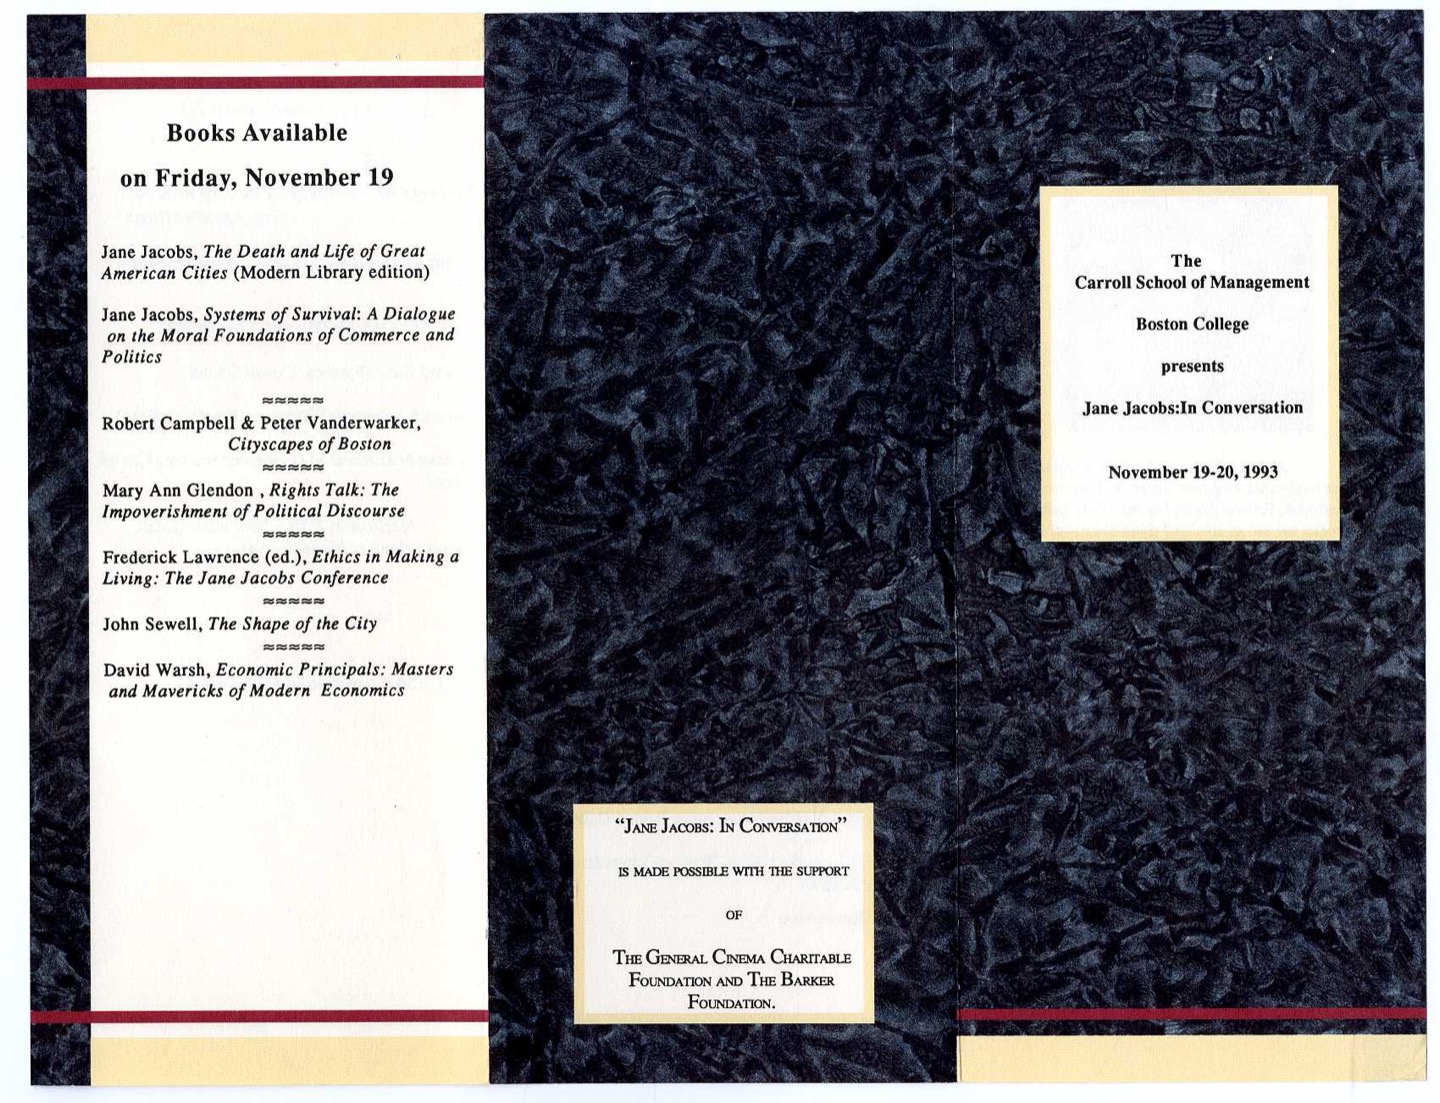 Books Available
on Friday, November 19
Jane Jacobs, The Death and Life of Great
American Cities (Modern Library edition)
Jane Jacobs, Systems of Survival: A Dialogue
on the Moral Foundations of Commerce and
Politics
≈≈≈≈≈
Robert Campbell & Peter Vanderwarker,
Cityscapes of Boston
≈≈≈≈≈
Mary Ann Glendon , Rights Talk: The
Impoverishment of Political Discourse
≈≈≈≈≈
Frederick Lawrence (ed.), Ethics in Making a
Living: The Jane Jacobs Conference
≈≈≈≈≈
John Sewell, The Shape of the City
≈≈≈≈≈
David Warsh, Economic Principals: Masters
and Mavericks of Modern Economics
"JANE JACOBS: IN CONVERSATION"
IS MADE POSSIBLE WITH THE SUPPORT
OF
THE GENERAL CINEMA CHARITABLE
FOUNDATION AND THE BARKER
FOUNDATION.
The
Carroll School of Management
Boston College
presents
Jane Jacobs:In Conversation
November 19-20, 1993